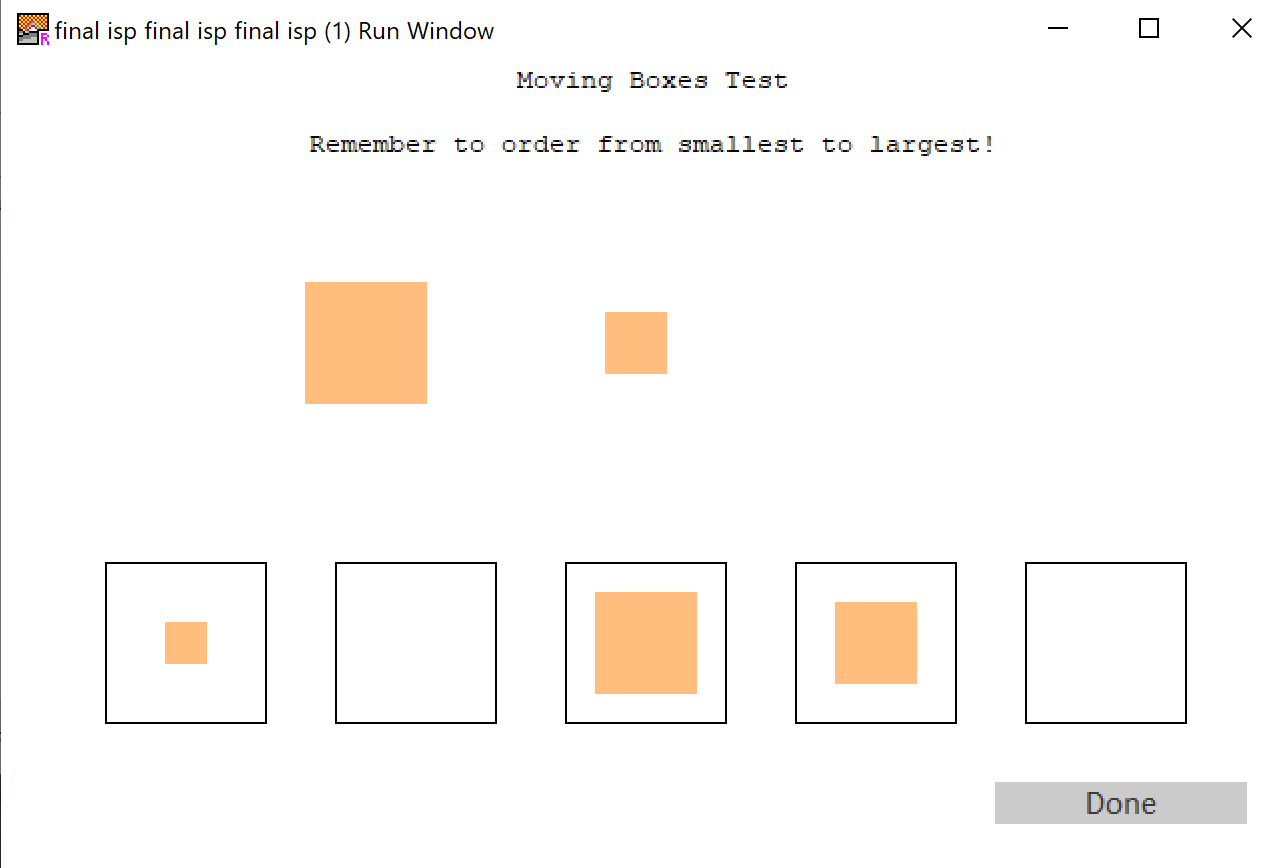 final isp final isp final isp (1) Run Window
Moving Boxes Test
Remember to order from smallest to largest!
Done